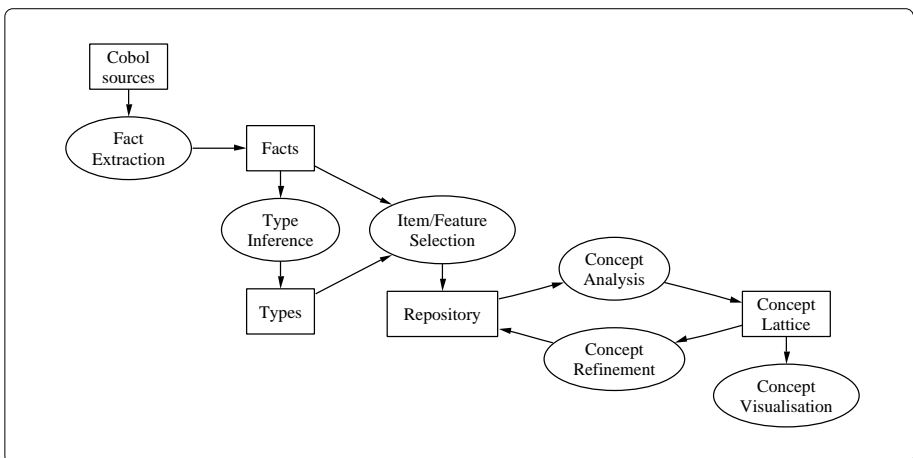 Cobol
sources
Fact
Extraction
Facts
Type
Inference
Item/Feature
Selection
Types
Repository
Concept
Analysis
Concept
Lattice
Concept
Refinement
Concept
Visualisation